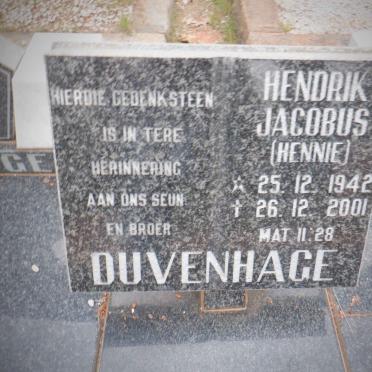 HIERDIE GEDENKSTEEN
IS IN TERE
HERINNERING
AAN ONS SEUN
EN BROER
HENDRIK
JACOBUS
(HENNIE)
☆ 25. 12. 1942
† 26. 12. 2001
MAT 11:28
DUVENHAGE
GE